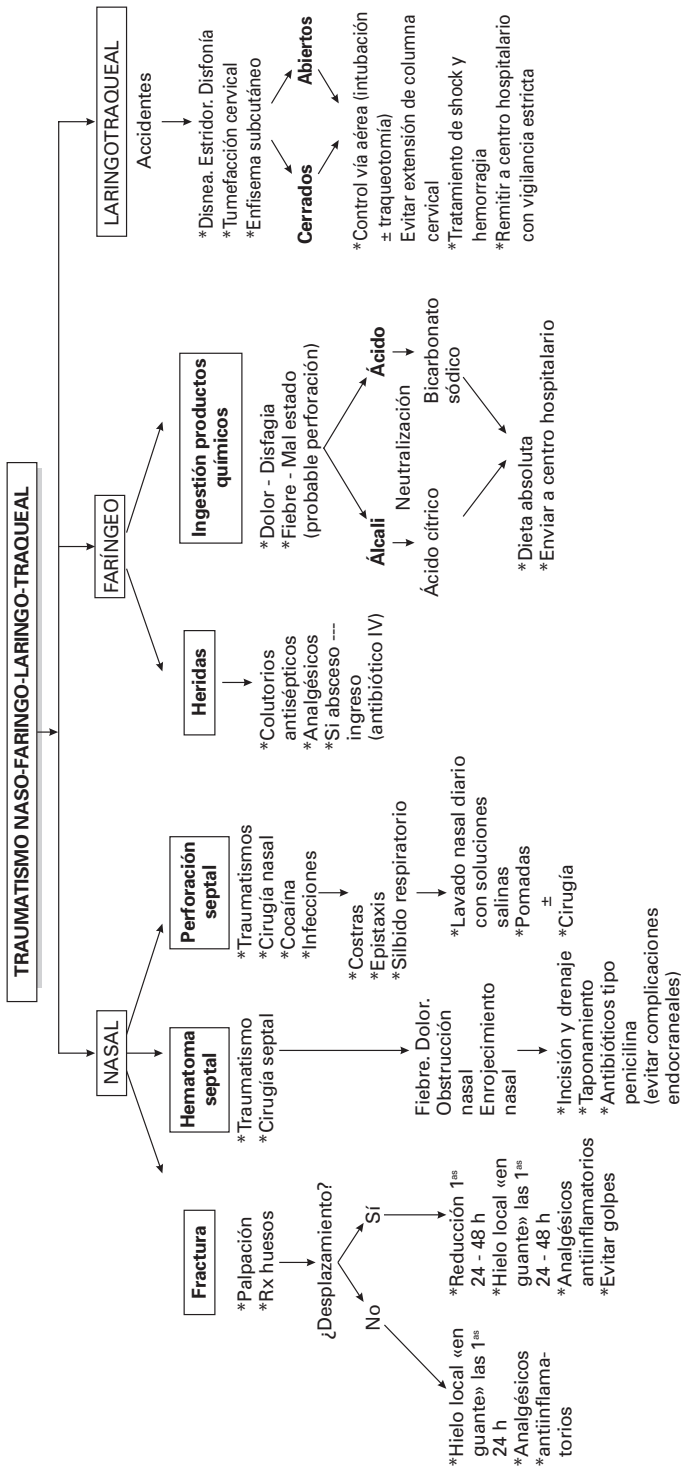 TRAUMATISMO NASO-FARINGO-LARINGO-TRAQUEAL
NASAL
Fractura
*Palpación
*Rx huesos
¿Desplazamiento?
No
*Hielo local «en
guante» las 1as
24 h
*Analgésicos
*antiinflama-
torios
Sí
*Reducción 1as
24 - 48 h
*Hielo local «en
guante» las 1as
24 - 48 h
*Analgésicos
antiinflamatorios
*Evitar golpes
Hematoma
septal
*Traumatismo
*Cirugía septal
Fiebre. Dolor.
Obstrucción
nasal
Enrojecimiento
nasal
*Incisión y drenaje
*Taponamiento
*Antibióticos tipo
penicilina
(evitar complicaciones
endocraneales)
Perforación
septal
*Traumatismos
*Cirugía nasal
*Cocaína
*Infecciones
*Costras
*Epistaxis
*Silbido respiratorio
*Lavado nasal diario
con soluciones
salinas
*Pomadas
±
*Cirugía
FARÍNGEO
Heridas
*Colutorios
antisépticos
*Analgésicos
*Si absceso ---
ingreso
(antibiótico IV)
Ingestión productos
químicos
*Dolor - Disfagia
*Fiebre - Mal estado
(probable perforación)
Álcali
Neutralización
Ácido
Ácido cítrico
Bicarbonato
sódico
*Dieta absoluta
*Enviar a centro hospitalario
LARINGOTRAQUEAL
Accidentes
*Disnea. Estridor. Disfonía
*Tumefacción cervical
*Enfisema subcutáneo
Cerrados
Abiertos
*Control vía aérea (intubación
± traqueotomía)
Evitar extensión de columna
cervical
*Tratamiento de shock y
hemorragia
*Remitir a centro hospitalario
con vigilancia estricta